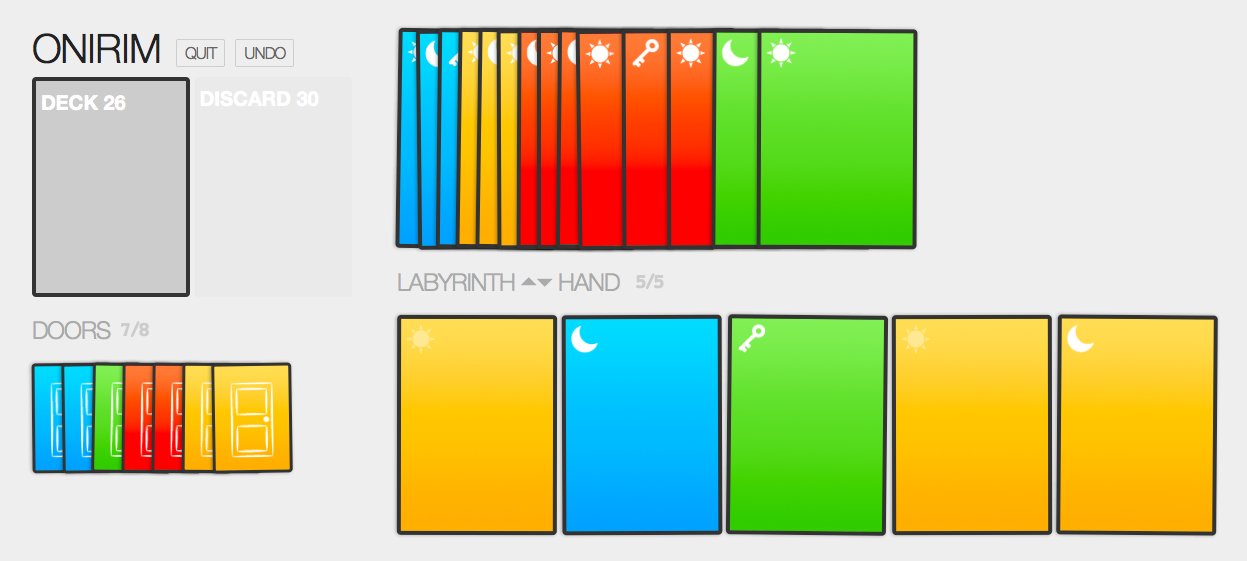 ONIRIM QUIT UNDO
DECK 26 DISCARD 30
DOORS 7/8
LABYRINTH HAND 5/5